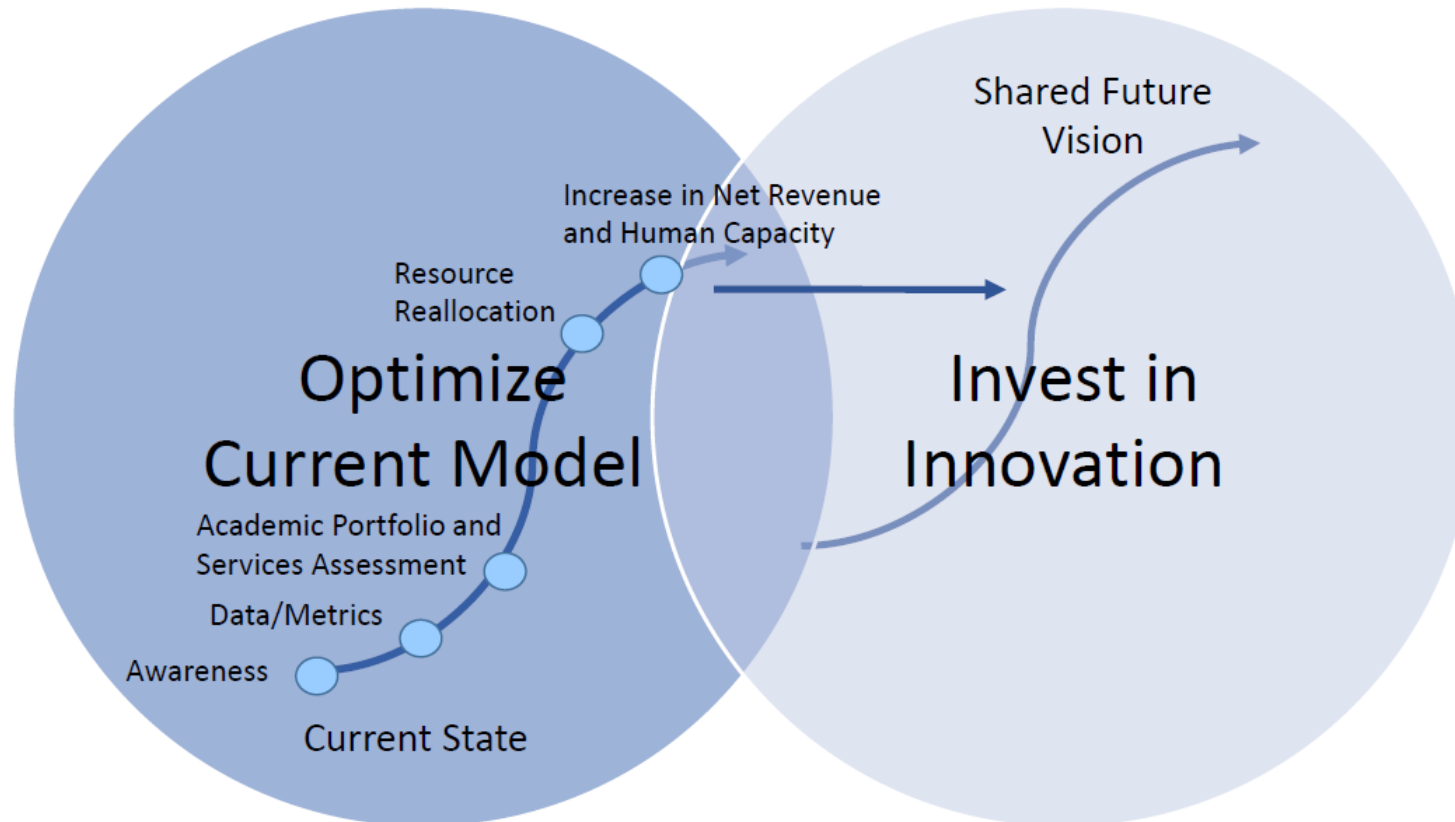 Shared Future
Vision
Increase in Net Revenue
and Human Capacity
Resource
Reallocation
Optimize
Current Model
Invest in
Innovation
Academic Portfolio and
Services Assessment
Data/Metrics
Awareness
Current State